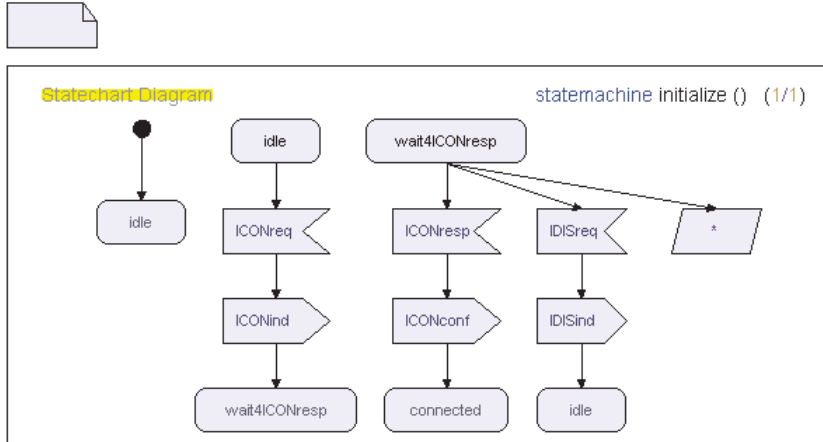 Statechart Diagram
statemachine initialize () (1/1)
idle
wait4ICONresp
idle
ICONreq
ICONresp
IDISreq
*
ICONind
ICONconf
IDISind
wait4ICONresp
connected
idle